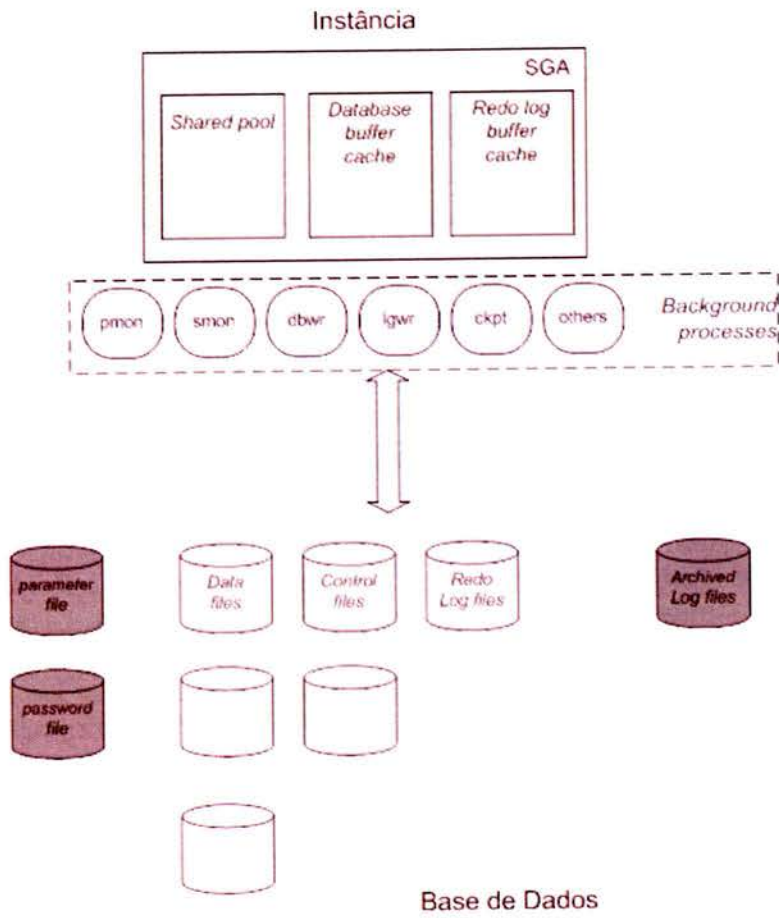 Instância
SGA
Shared pool
Database
buffer
cache
Redo log
buffer
cache
pmon
smon
dbwr
lgwr
ckpt
others
Background
processes
parameter
file
Data
files
Control
files
Redo
Log files
Archived
Log files
password
file
Base de Dados